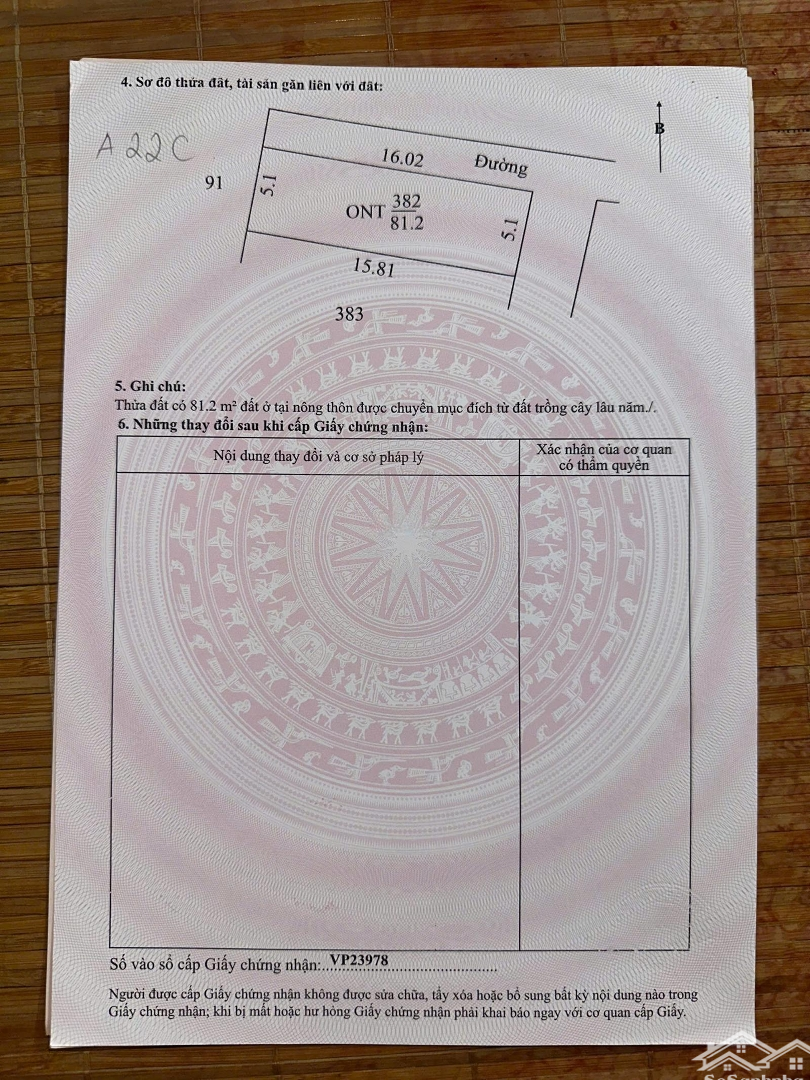 4. Sơ đồ thửa đất, tài sản gắn liền với đất:
A 22 C
B
16.02 Đường
91
5.1
ONT 382
81.2
5.1
15.81
383
5. Ghi chú:
Thửa đất có 81.2 m² đất ở tại nông thôn được chuyển mục đích từ đất trồng cây lâu năm./.
6. Những thay đổi sau khi cấp Giấy chứng nhận:
Nội dung thay đổi và cơ sở pháp lý
Xác nhận của cơ quan
có thẩm quyền
Số vào sổ cấp Giấy chứng nhận: VP23978
Người được cấp Giấy chứng nhận không được sửa chữa, tẩy xóa hoặc bổ sung bất kỳ nội dung nào trong
Giấy chứng nhận; khi bị mất hoặc hư hỏng Giấy chứng nhận phải khai báo ngay với cơ quan cấp Giấy.